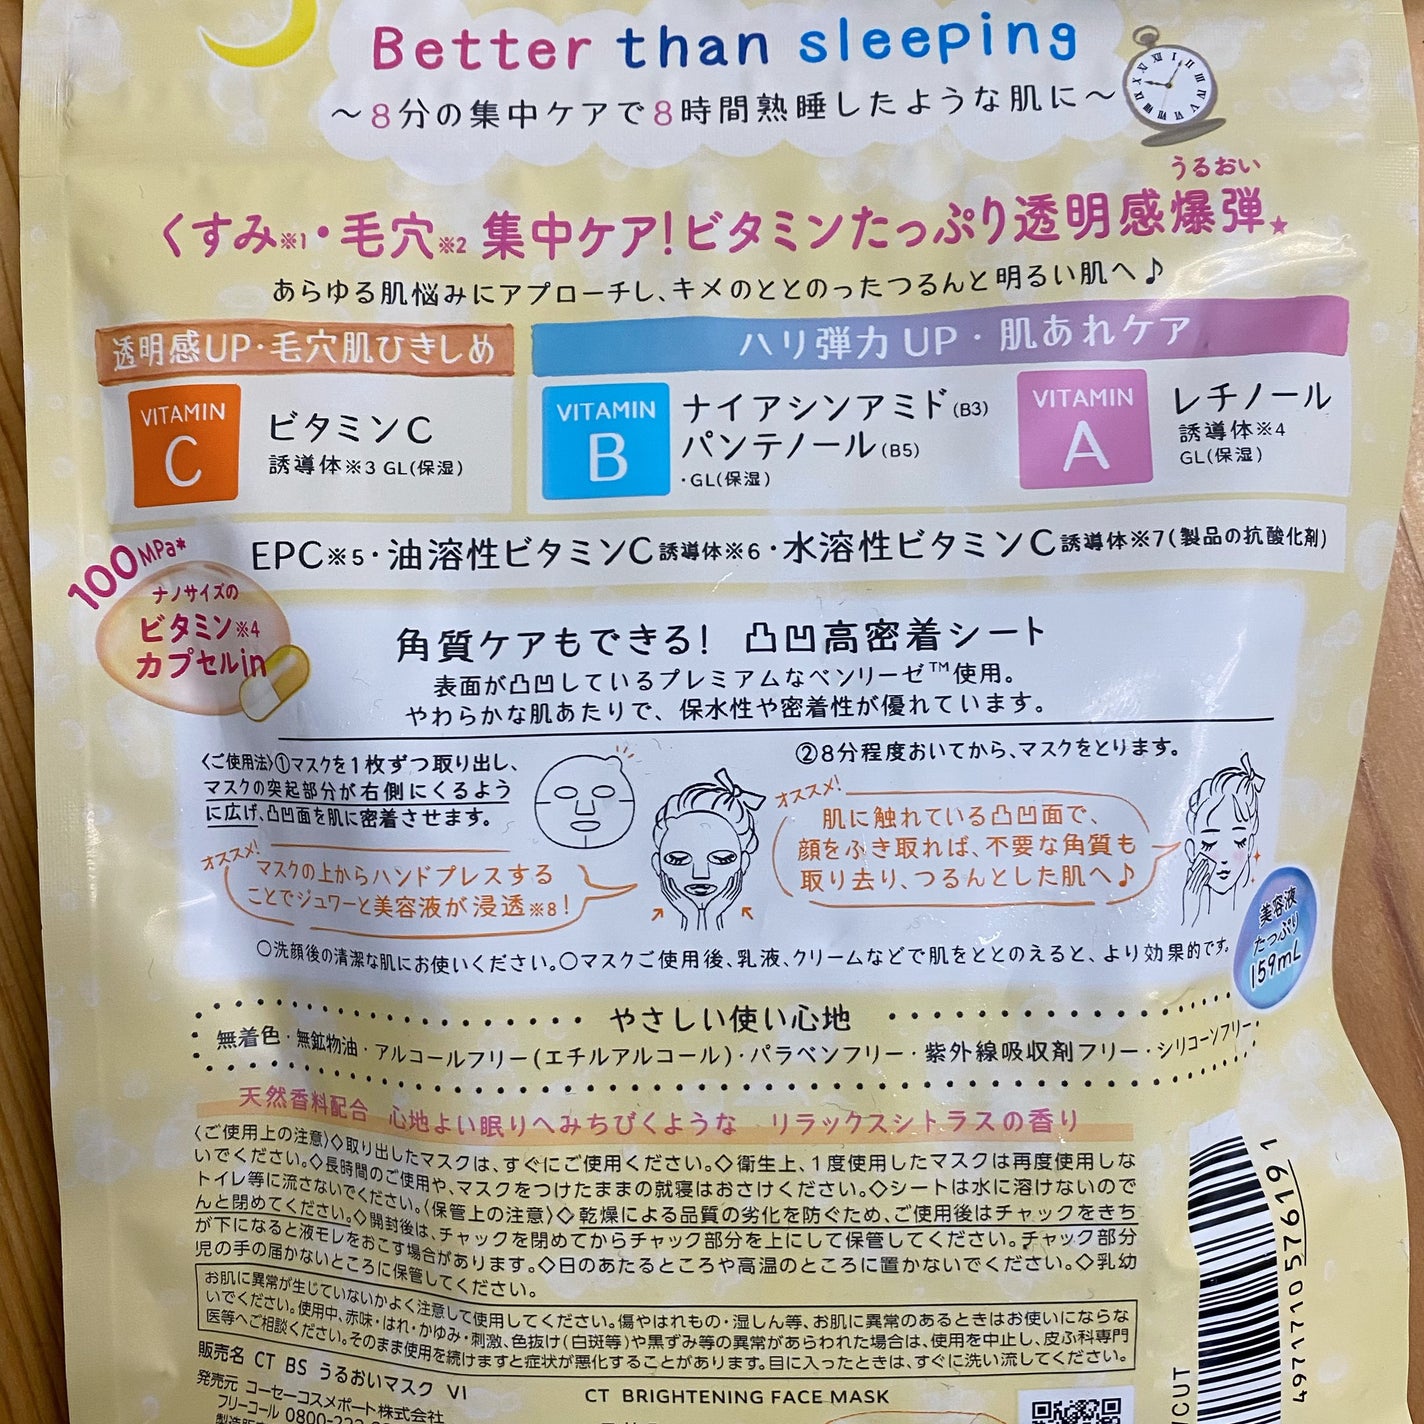 Better than sleeping
～8分の集中ケアで8時間熟睡したような肌に～
うるおい
くすみ※1・毛穴※2 集中ケア！ビタミンたっぷり透明感爆弾★
あらゆる肌悩みにアプローチし、キメのととのったつるんと明るい肌へ♪
透明感UP・毛穴肌ひきしめ
VITAMIN C
ビタミンC
誘導体※3 GL(保湿)
ハリ弾力UP・肌あれケア
VITAMIN B
ナイアシンアミド(B3)
パンテノール(B5)
・GL(保湿)
VITAMIN A
レチノール
誘導体※4
GL(保湿)
EPC※5・油溶性ビタミンC誘導体※6・水溶性ビタミンC誘導体※7(製品の抗酸化剤)
100MPa*
ナノサイズの
ビタミン※4
カプセルin
角質ケアもできる！ 凸凹高密着シート
表面が凸凹しているプレミアムなベンリーゼ™使用。
やわらかな肌あたりで、保水性や密着性が優れています。
〈ご使用法〉①マスクを1枚ずつ取り出し、
マスクの突起部分が右側にくるよう
に広げ、凸凹面を肌に密着させます。
オススメ！
マスクの上からハンドプレスする
ことでジュワーと美容液が浸透※8！
②8分程度おいてから、マスクをとります。
オススメ！
肌に触れている凸凹面で、
顔をふき取れば、不要な角質も
取り去り、つるんとした肌へ♪
美容液
たっぷり
159mL
○洗顔後の清潔な肌にお使いください。○マスクご使用後、乳液、クリームなどで肌をととのえると、より効果的です。
やさしい使い心地
無着色・無鉱物油・アルコールフリー(エチルアルコール)・パラベンフリー・紫外線吸収剤フリー・シリコーンフリー
天然香料配合 心地よい眠りへみちびくような リラックスシトラスの香り
〈ご使用上の注意〉◇取り出したマスクは、すぐにご使用ください。◇衛生上、1度使用したマスクは再度使用しな
いでください。◇長時間のご使用や、マスクをつけたままの就寝はおさけください。◇シートは水に溶けないので
トイレ等に流さないでください。〈保管上の注意〉◇乾燥による品質の劣化を防ぐため、ご使用後はチャックをきち
んと閉めてください。◇開封後は、チャックを閉めてからチャック部分を上にして保管してください。チャック部分
が下になると液モレをおこす場合があります。◇日のあたるところや高温のところに置かないでください。◇乳幼
児の手の届かないところに保管してください。
お肌に異常が生じていないかよく注意して使用してください。傷やはれもの・湿しん等、お肌に異常のあるときはお使いにならな
いでください。使用中、赤味・はれ・かゆみ・刺激、色抜け(白斑等)や黒ずみ等の異常があらわれた場合は、使用を中止し、皮ふ科専門
医等へご相談ください。そのまま使用を続けますと症状が悪化することがあります。目に入ったときは、すぐに洗い流してください。
販売名 CT BS うるおいマスク VI
発売元 コーセーコスメポート株式会社
フリーコール 0800-222-
CT BRIGHTENING FACE MASK
4971710576191
/CUT